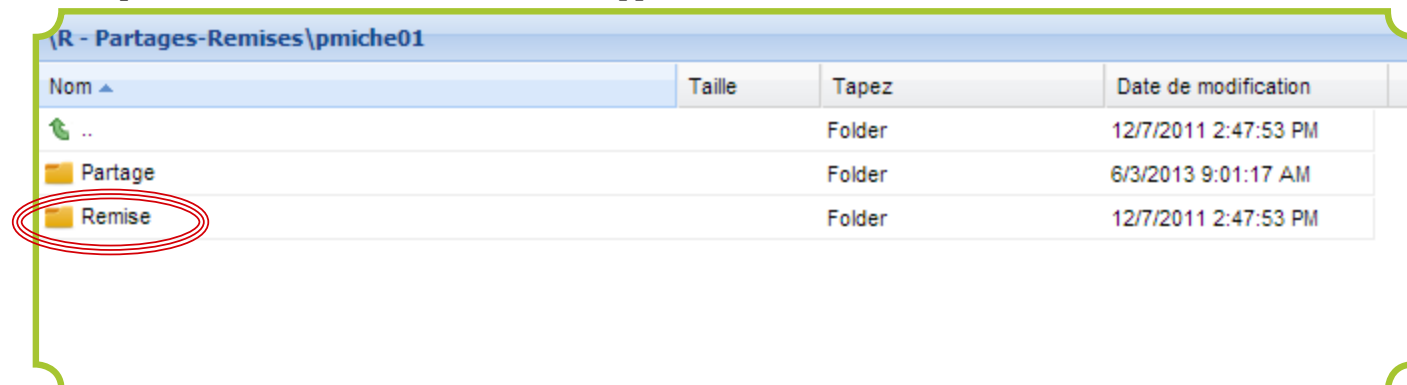 \R - Partages-Remises\pmiche01
Nom Taille Tapez Date de modification
.. Folder 12/7/2011 2:47:53 PM
Partage Folder 6/3/2013 9:01:17 AM
Remise Folder 12/7/2011 2:47:53 PM